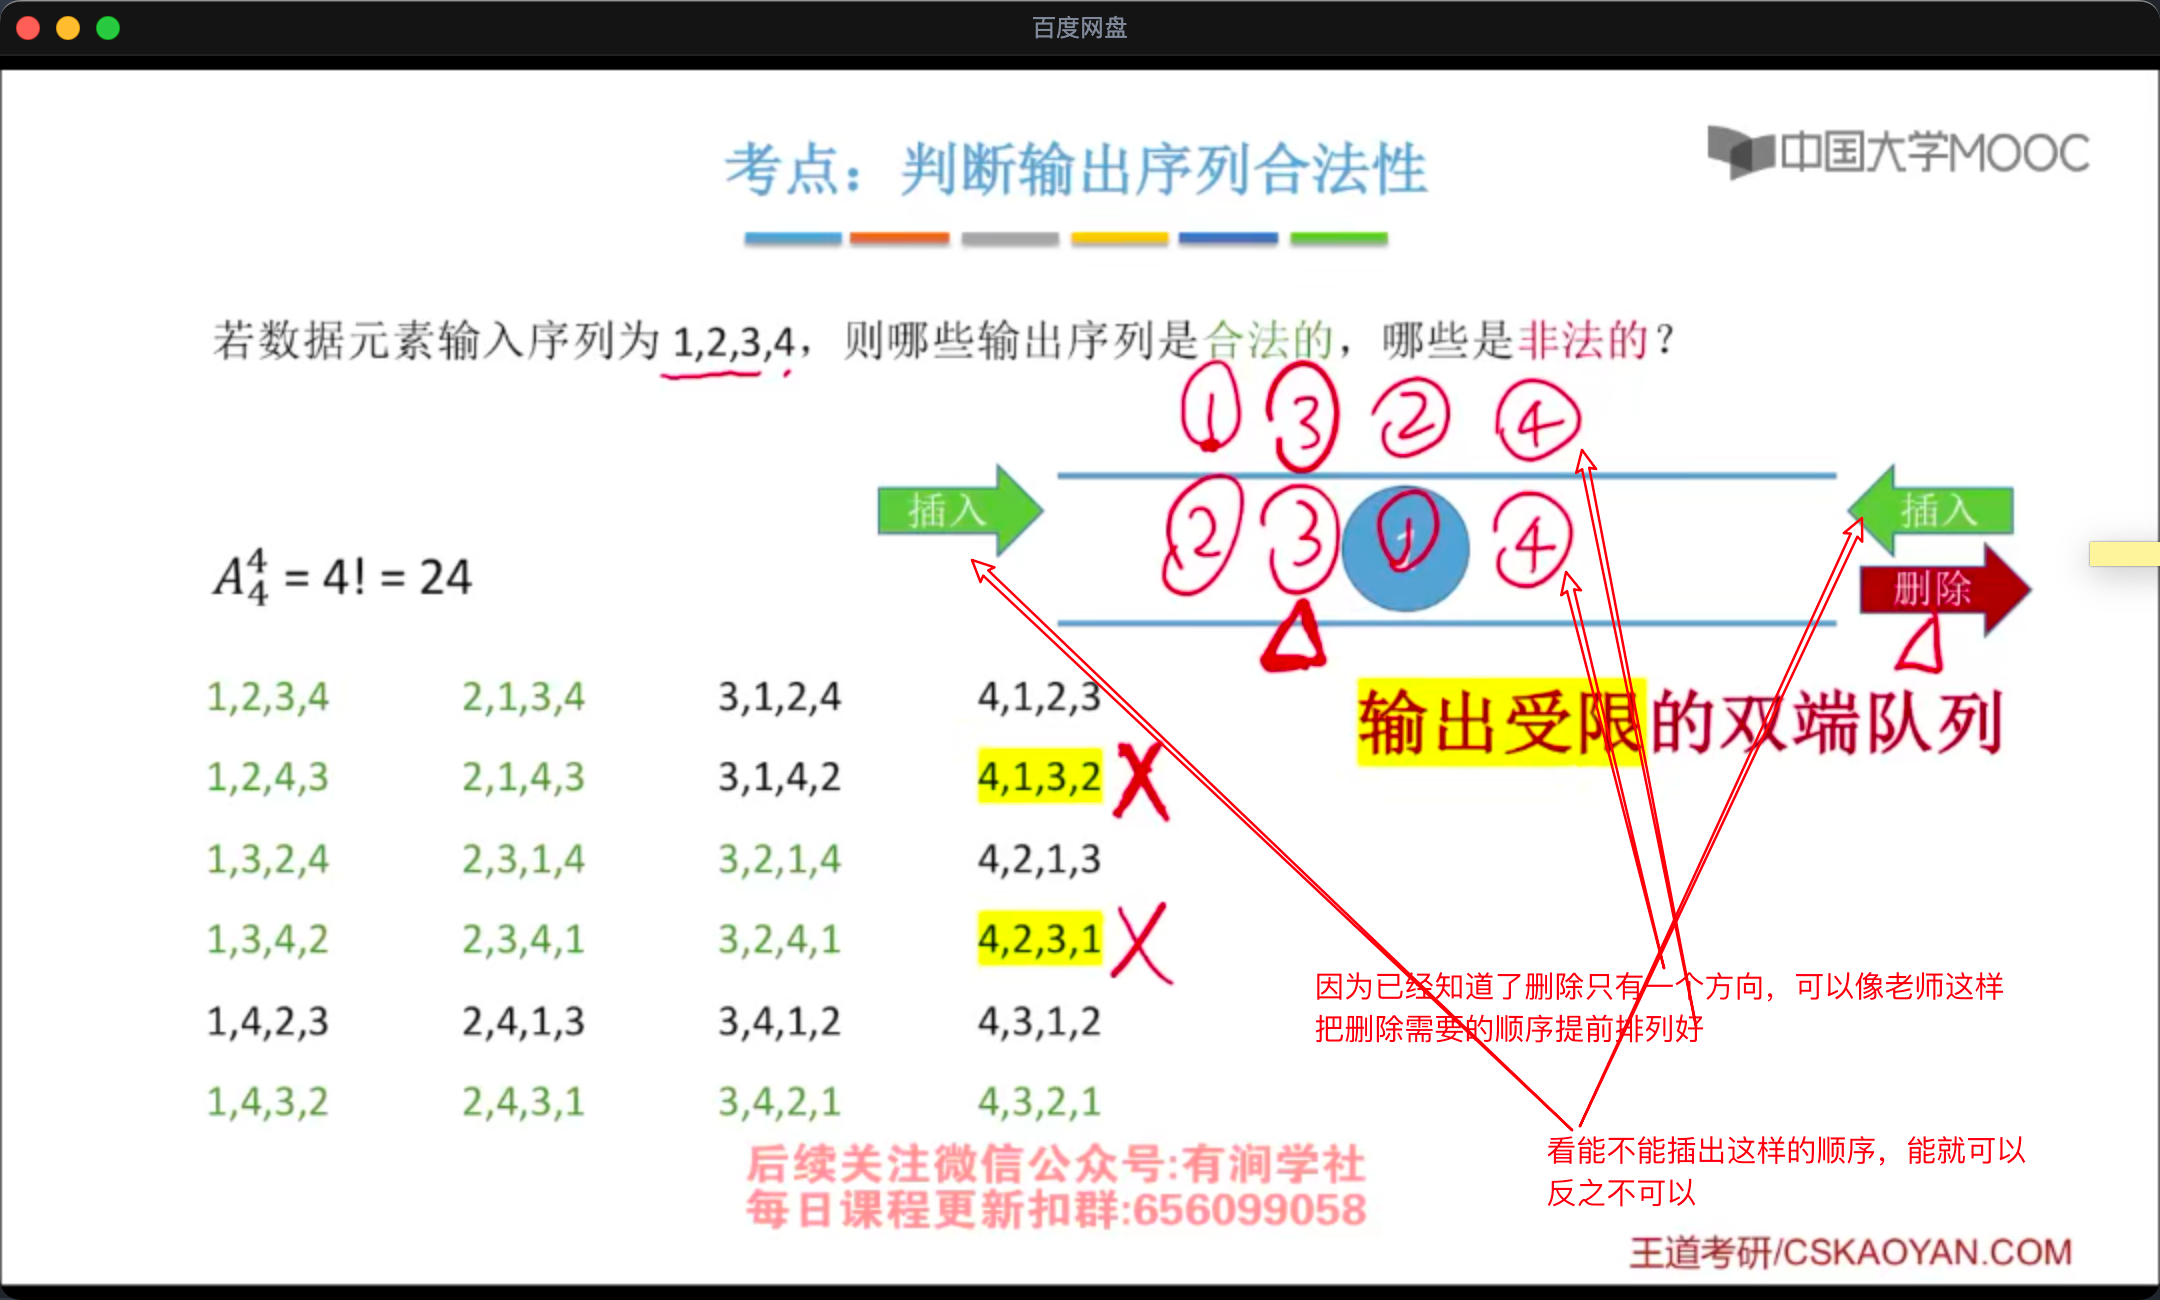 百度网盘
考点：判断输出序列合法性
中国大学MOOC
若数据元素输入序列为 1,2,3,4，则哪些输出序列是合法的，哪些是非法的？
① ③ ② ④
插入
② ③ ① ④
插入
删除
A₄⁴ = 4! = 24
输出受限的双端队列
1,2,3,4 2,1,3,4 3,1,2,4 4,1,2,3
1,2,4,3 2,1,4,3 3,1,4,2 4,1,3,2
1,3,2,4 2,3,1,4 3,2,1,4 4,2,1,3
1,3,4,2 2,3,4,1 3,2,4,1 4,2,3,1
1,4,2,3 2,4,1,3 3,4,1,2 4,3,1,2
1,4,3,2 2,4,3,1 3,4,2,1 4,3,2,1
因为已经知道了删除只有一个方向，可以像老师这样
把删除需要的顺序提前排列好
看能不能插出这样的顺序，能就可以
反之不可以
后续关注微信公众号:有涧学社
每日课程更新扣群:656099058
王道考研/CSKAOYAN.COM